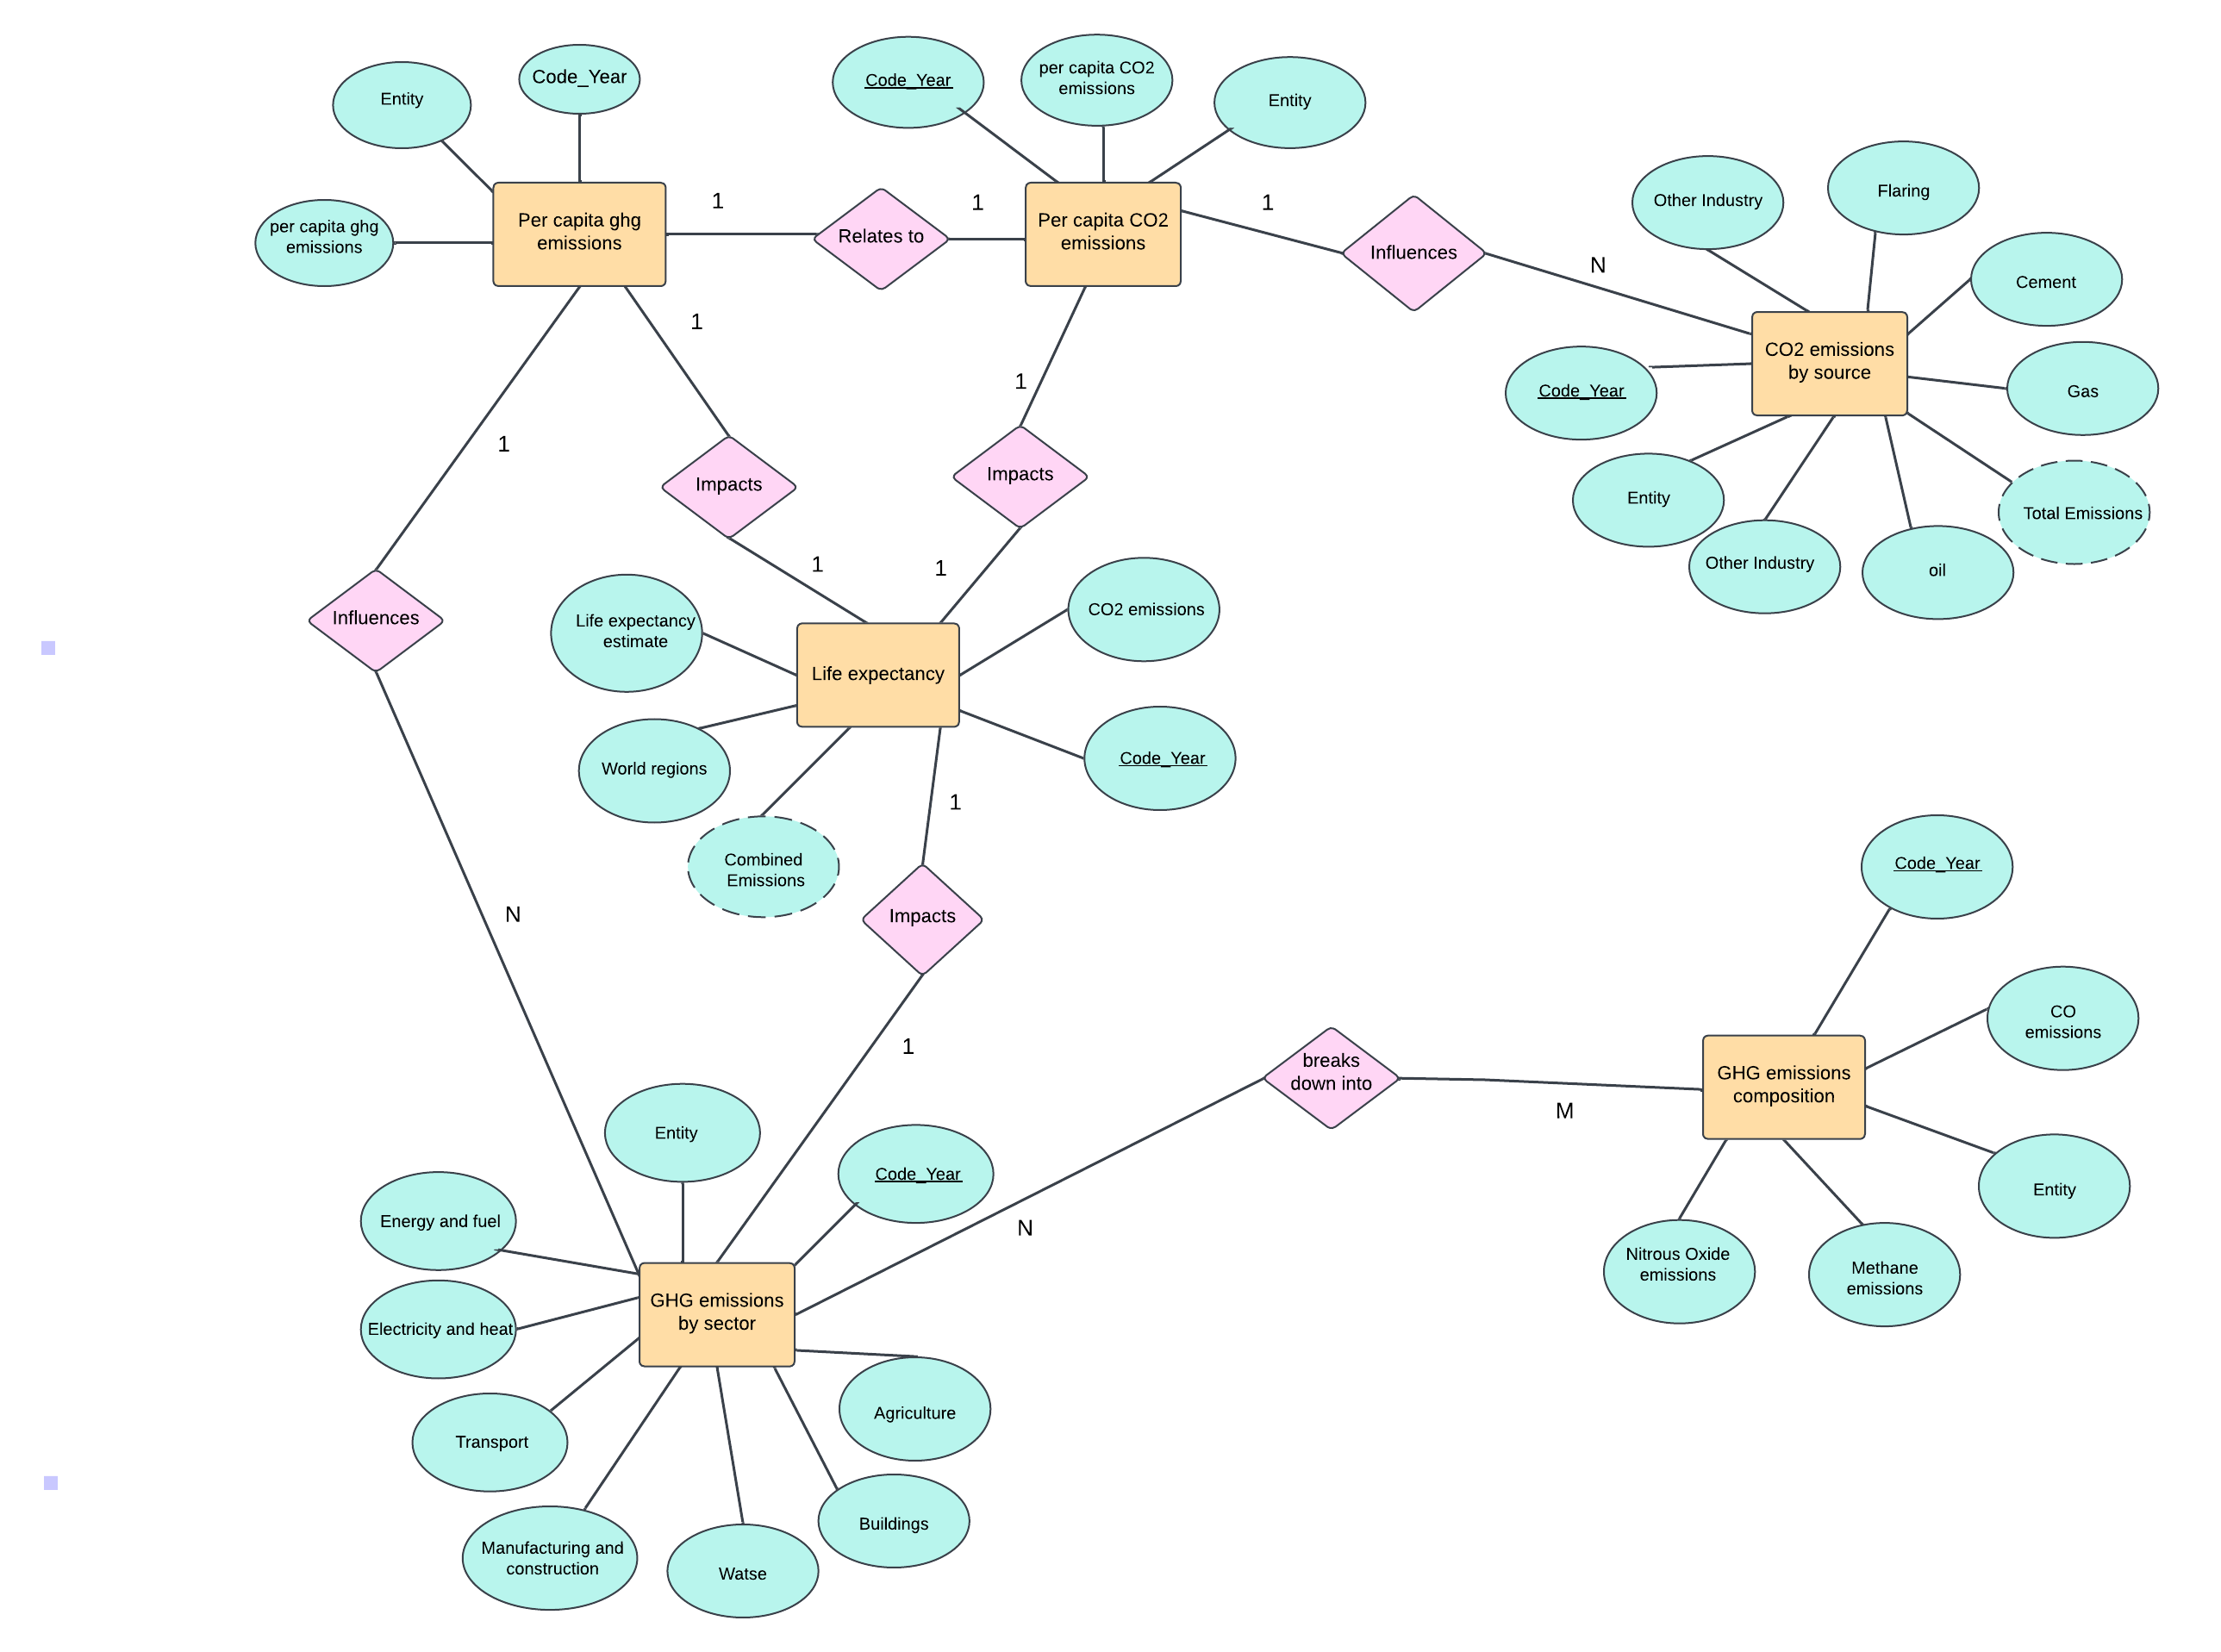 Code_Year
Entity
per capita ghg
emissions
Per capita ghg
emissions
1
Relates to
1
Code_Year
per capita CO2
emissions
Entity
Per capita CO2
emissions
1
Influences
N
Other Industry
Flaring
Cement
CO2 emissions
by source
Gas
Code_Year
Entity
Other Industry
oil
Total Emissions
1
1
1
Impacts
Impacts
1
1
Influences
Life expectancy
estimate
CO2 emissions
Life expectancy
World regions
Code_Year
Combined
Emissions
1
Impacts
N
1
Code_Year
CO
emissions
breaks
down into
M
GHG emissions
composition
Entity
Nitrous Oxide
emissions
Methane
emissions
Entity
Code_Year
N
Energy and fuel
Electricity and heat
GHG emissions
by sector
Transport
Agriculture
Manufacturing and
construction
Watse
Buildings